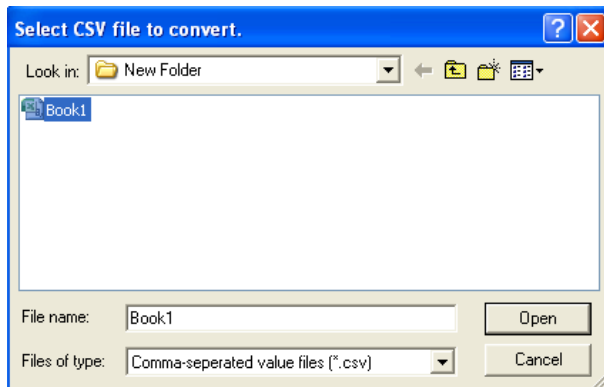 Select CSV file to convert.
Look in: New Folder
Book1
File name: Book1 Open
Files of type: Comma-seperated value files (*.csv) Cancel